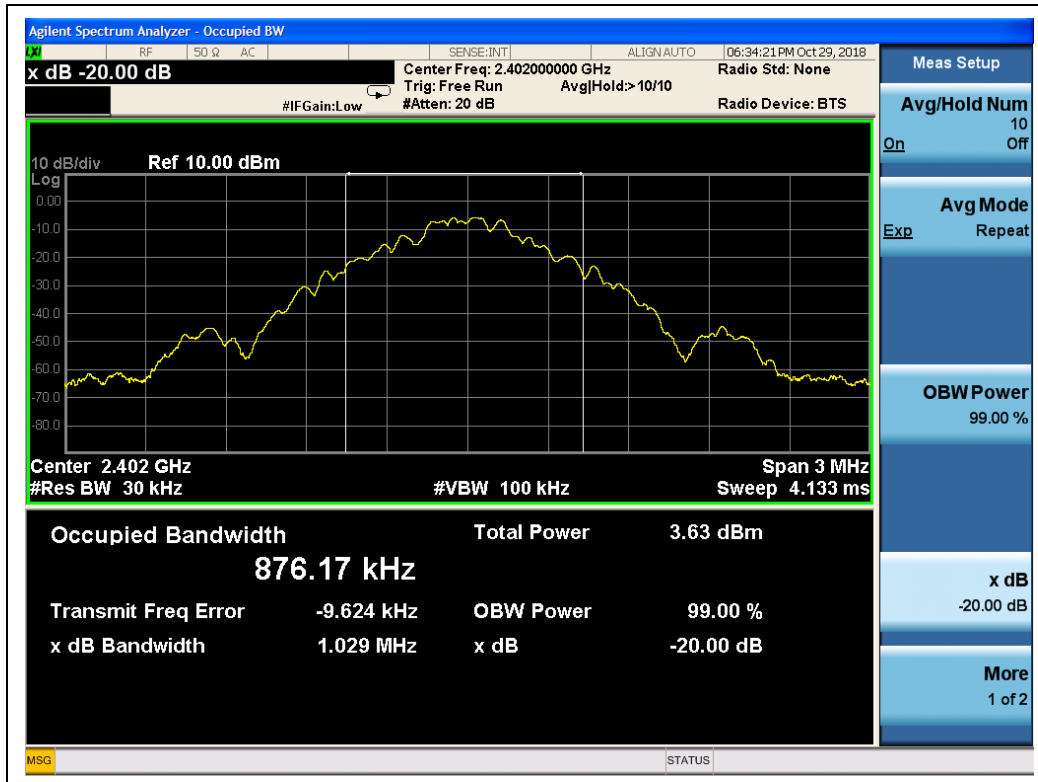 Agilent Spectrum Analyzer - Occupied BW
LXI RF 50 Ω AC SENSE:INT ALIGN AUTO 06:34:21 PM Oct 29, 2018
x dB -20.00 dB Center Freq: 2.402000000 GHz Radio Std: None
Trig: Free Run Avg|Hold:> 10/10
#IFGain:Low #Atten: 20 dB Radio Device: BTS
10 dB/div Ref 10.00 dBm
Log
0.00
-10.0
-20.0
-30.0
-40.0
-50.0
-60.0
-70.0
-80.0
Center 2.402 GHz Span 3 MHz
#Res BW 30 kHz #VBW 100 kHz Sweep 4.133 ms
Occupied Bandwidth Total Power 3.63 dBm
876.17 kHz
Transmit Freq Error -9.624 kHz OBW Power 99.00 %
x dB Bandwidth 1.029 MHz x dB -20.00 dB
Meas Setup
Avg/Hold Num
10
On Off
Avg Mode
Exp Repeat
OBW Power
99.00 %
x dB
-20.00 dB
More
1 of 2
MSG STATUS